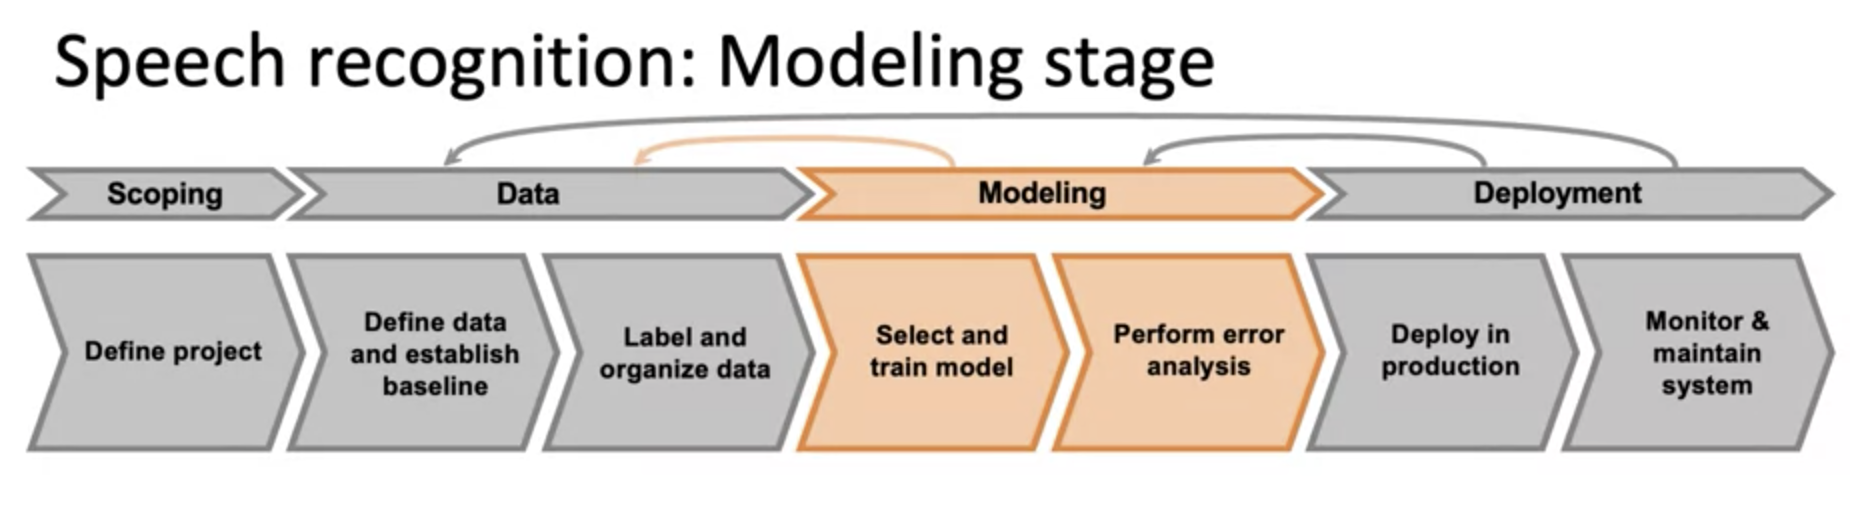 Speech recognition: Modeling stage
Scoping
Data
Modeling
Deployment
Define project
Define data
and establish
baseline
Label and
organize data
Select and
train model
Perform error
analysis
Deploy in
production
Monitor &
maintain
system